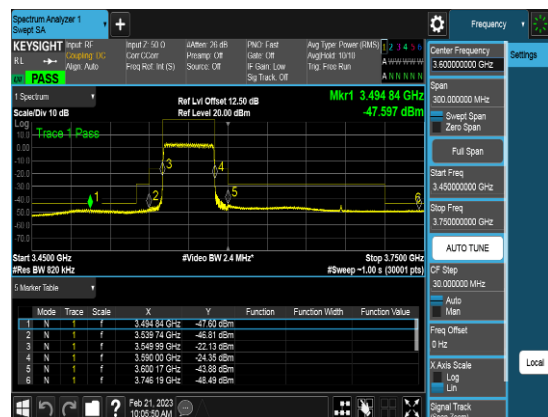 Spectrum Analyzer 1
Swept SA
+
Frequency
KEYSIGHT
RL
LXI
PASS
Input: RF
Coupling: DC
Align: Auto
Input Z: 50 Ω
Corr CCorr
Freq Ref: Int (S)
#Atten: 26 dB
Preamp: Off
Source: Off
PNO: Fast
Gate: Off
IF Gain: Low
Sig Track: Off
Avg Type: Power (RMS)
Avg|Hold: 10/10
Trig: Free Run
1 2 3 4 5 6
A W W W W W
A N N N N N
1 Spectrum
Scale/Div 10 dB
Ref Lvl Offset 12.50 dB
Ref Level 20.00 dBm
Mkr1 3.494 84 GHz
-47.597 dBm
Log
Trace 1 Pass
10.0
0.00
-10.0
-20.0
-30.0
-40.0
-50.0
-60.0
-70.0
1
2
3
4
5
6
Start 3.4500 GHz
#Res BW 820 kHz
#Video BW 2.4 MHz*
Stop 3.7500 GHz
#Sweep ~1.00 s (30001 pts)
5 Marker Table
Mode Trace Scale X Y Function Function Width Function Value
1 N 1 f 3.494 84 GHz -47.60 dBm
2 N 1 f 3.539 74 GHz -46.81 dBm
3 N 1 f 3.549 99 GHz -22.13 dBm
4 N 1 f 3.590 00 GHz -24.35 dBm
5 N 1 f 3.600 17 GHz -43.88 dBm
6 N 1 f 3.746 19 GHz -48.49 dBm
?
Feb 21, 2023
10:05:50 AM
Center Frequency
3.600000000 GHz
Span
300.000000 MHz
Swept Span
Zero Span
Full Span
Start Freq
3.450000000 GHz
Stop Freq
3.750000000 GHz
AUTO TUNE
CF Step
30.000000 MHz
Auto
Man
Freq Offset
0 Hz
X Axis Scale
Log
Lin
Signal Track
(Span Zoom)
Settings
Local